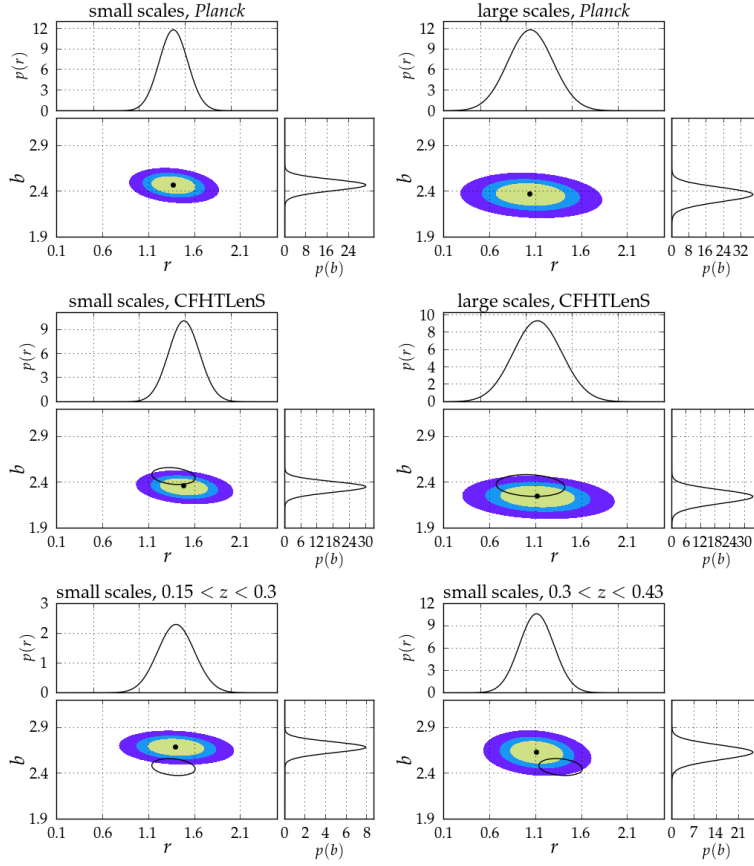 small scales, Planck
12
9
6
3
0
p(r)
2.9
2.4
1.9
b
0.1 0.6 1.1 1.6 2.1
r
0 8 16 24
p(b)
large scales, Planck
12
9
6
3
0
p(r)
2.9
2.4
1.9
b
0.1 0.6 1.1 1.6 2.1
r
0 8 16 24 32
p(b)
small scales, CFHTLenS
9
6
3
0
p(r)
2.9
2.4
1.9
b
0.1 0.6 1.1 1.6 2.1
r
0 6 12 18 24 30
p(b)
large scales, CFHTLenS
10
8
6
4
2
0
p(r)
2.9
2.4
1.9
b
0.1 0.6 1.1 1.6 2.1
r
0 6 12 18 24 30
p(b)
small scales, 0.15 < z < 0.3
3
2
1
0
p(r)
2.9
2.4
1.9
b
0.1 0.6 1.1 1.6 2.1
r
0 2 4 6 8
p(b)
small scales, 0.3 < z < 0.43
12
9
6
3
0
p(r)
2.9
2.4
1.9
b
0.1 0.6 1.1 1.6 2.1
r
0 7 14 21
p(b)